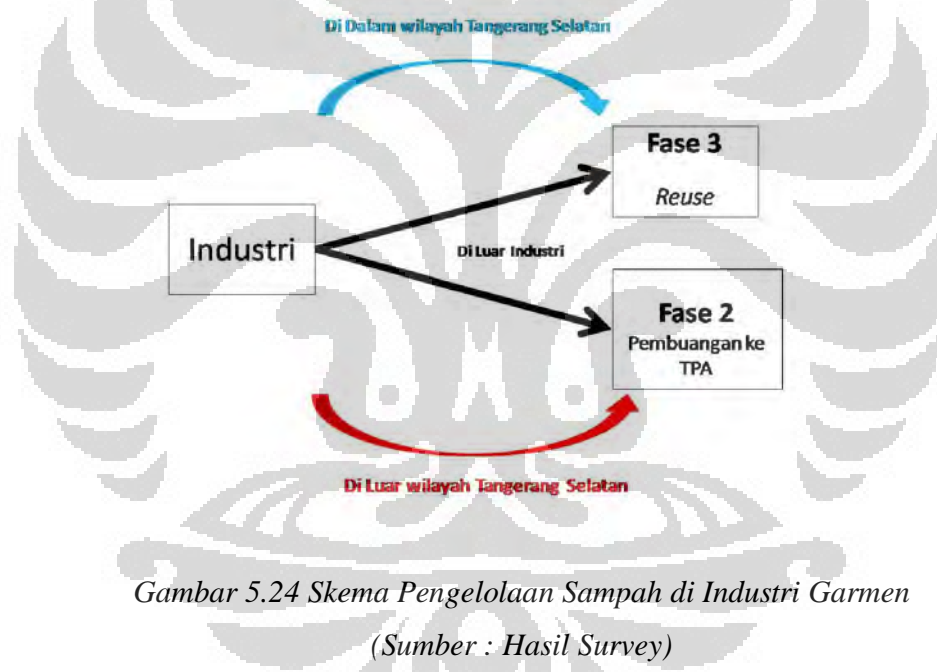 Di Dalam wilayah Tangerang Selatan
Fase 3
Reuse
Industri
Di Luar Industri
Fase 2
Pembuangan ke
TPA
Di Luar wilayah Tangerang Selatan
Gambar 5.24 Skema Pengelolaan Sampah di Industri Garmen
(Sumber : Hasil Survey)